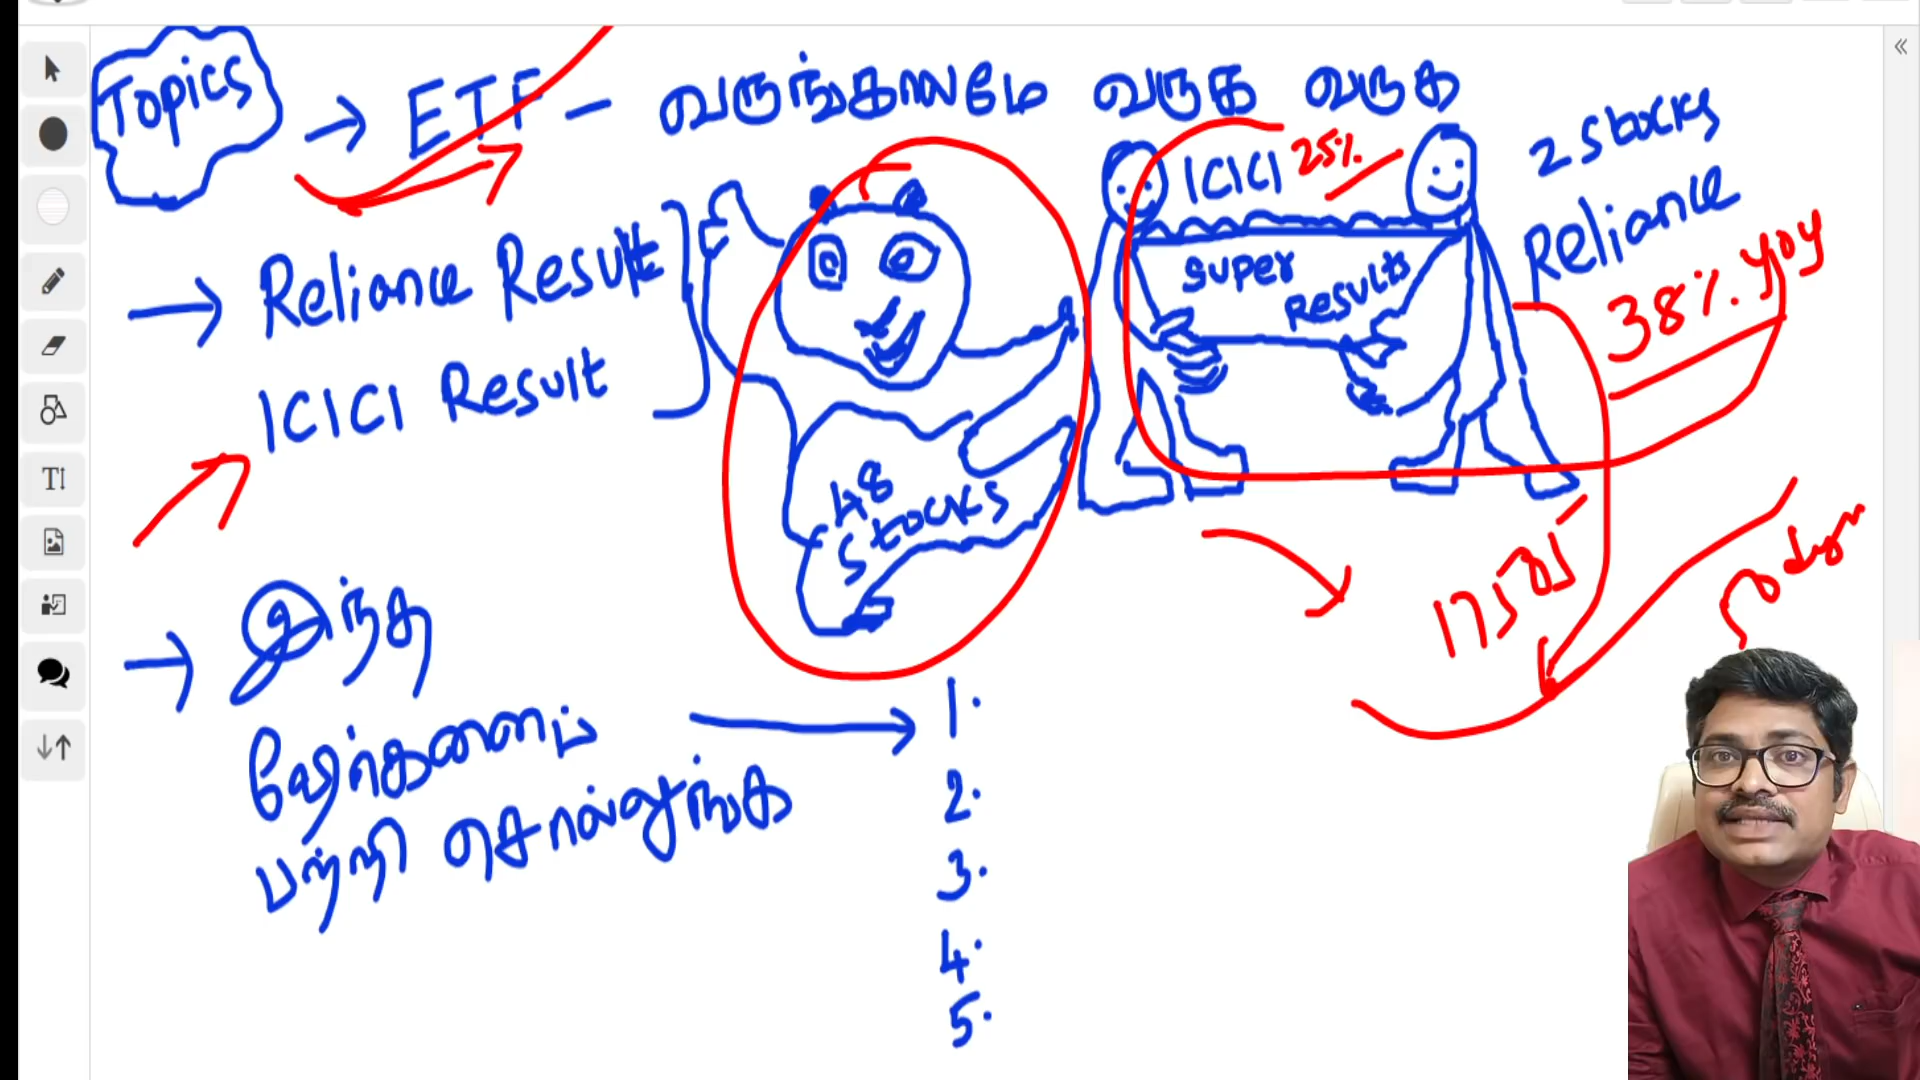 Topics
→ ETF - வருங்காலமே வருக வருக
ICICI 25%
2 Stocks
Reliance
38% yoy
→ Reliance Result
ICICI Result
Super
Results
48
Stocks
175
→ இந்த
பற்றி சொல்லுங்க
1.
2.
3.
4.
5.